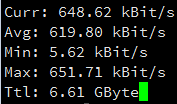 Curr: 648.62 kBit/s
Avg: 619.80 kBit/s
Min: 5.62 kBit/s
Max: 651.71 kBit/s
Ttl: 6.61 GByte